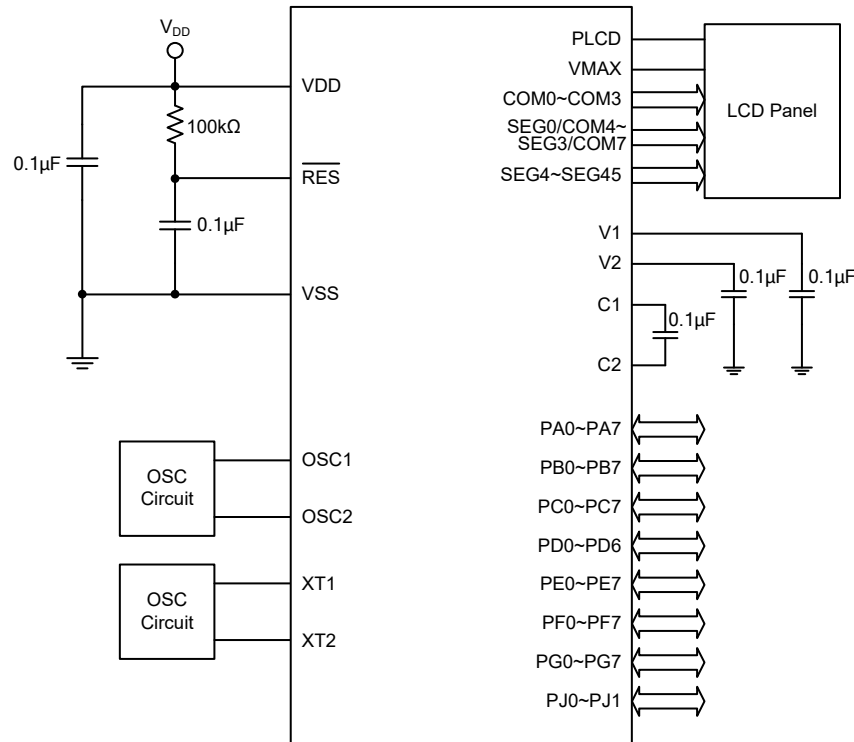 VDD
VDD
100kΩ
0.1μF
RES
0.1μF
VSS
OSC
Circuit
OSC1
OSC2
OSC
Circuit
XT1
XT2
PLCD
VMAX
COM0~COM3
SEG0/COM4~
SEG3/COM7
SEG4~SEG45
LCD Panel
V1
V2
0.1μF
0.1μF
C1
0.1μF
C2
PA0~PA7
PB0~PB7
PC0~PC7
PD0~PD6
PE0~PE7
PF0~PF7
PG0~PG7
PJ0~PJ1